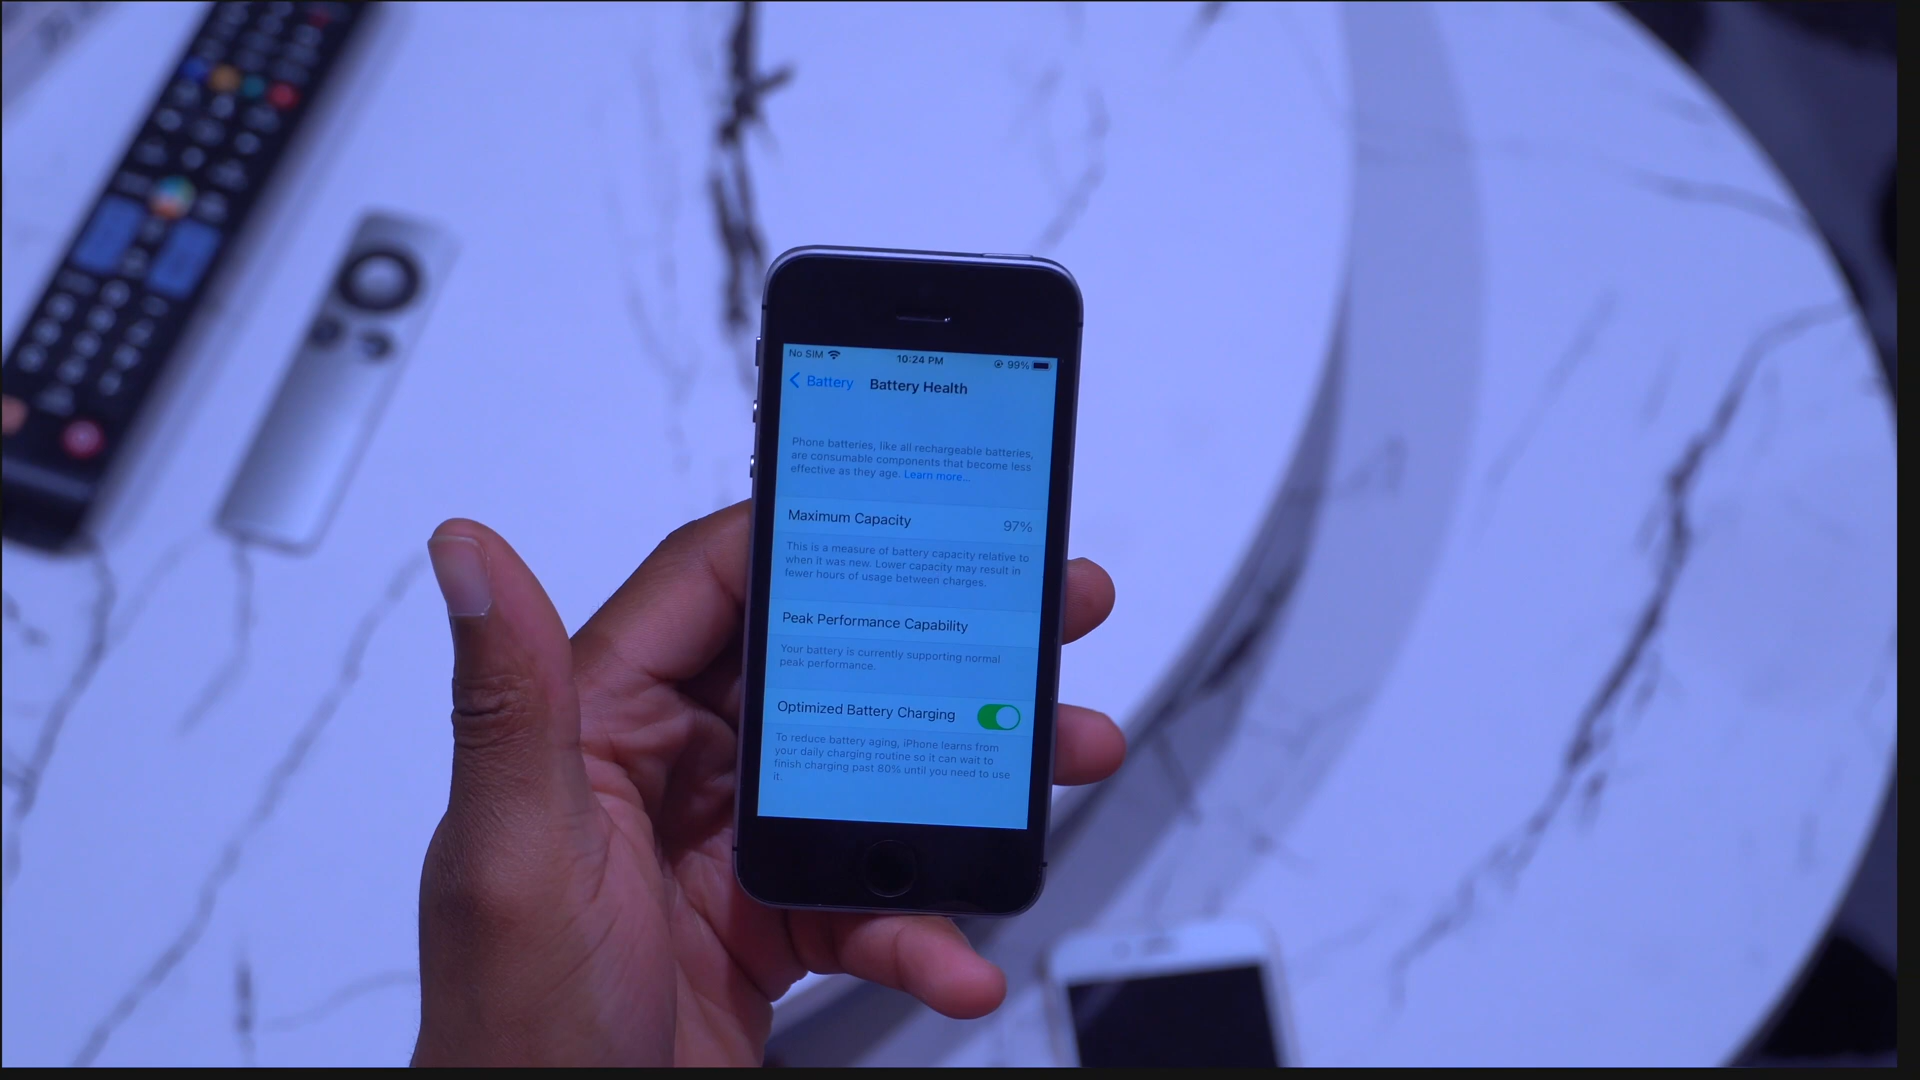 No SIM 10:24 PM 99%
Battery Battery Health
Phone batteries, like all rechargeable batteries,
are consumable components that become less
effective as they age. Learn more...
Maximum Capacity 97%
This is a measure of battery capacity relative to
when it was new. Lower capacity may result in
fewer hours of usage between charges.
Peak Performance Capability
Your battery is currently supporting normal
peak performance.
Optimized Battery Charging
To reduce battery aging, iPhone learns from
your daily charging routine so it can wait to
finish charging past 80% until you need to use
it.